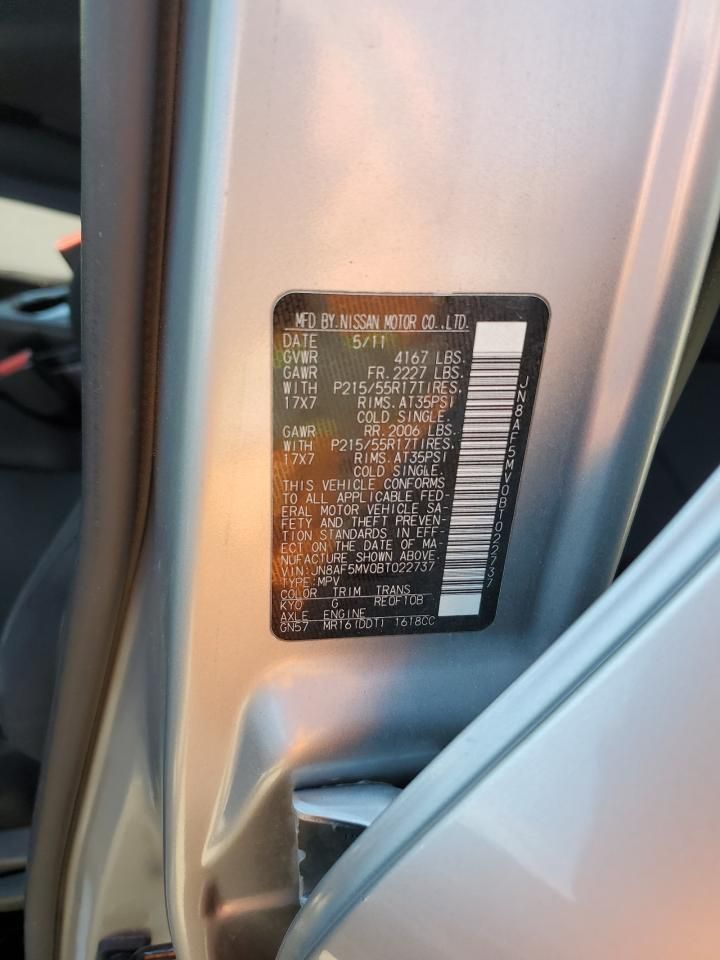 MFD BY.NISSAN MOTOR CO.,LTD.
DATE 5/11
GVWR 4167 LBS.
GAWR FR. 2227 LBS.
WITH P215/55R17TIRES.
17X7 RIMS. AT35PSI
COLD SINGLE.
GAWR RR. 2006 LBS.
WITH P215/55R17TIRES.
17X7 RIMS. AT35PSI
COLD SINGLE.
THIS VEHICLE CONFORMS
TO ALL APPLICABLE FED-
ERAL MOTOR VEHICLE SA-
FETY AND THEFT PREVEN-
TION STANDARDS IN EFF-
ECT ON THE DATE OF MA-
NUFACTURE SHOWN ABOVE.
VIN: JN8AF5MV0BT022737
TYPE: MPV
COLOR TRIM TRANS
KY0 G RE0F10B
AXLE ENGINE
GN57 MR16(DDT) 1618CC
JN8AF5MV0BT022737